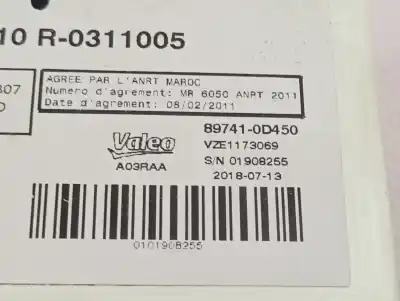 10 R-0311005
307
AGREE PAR L'ANRT MAROC
Numero d'agrement: MR 6050 ANRT 2011
Date d'agrement: 08/02/2011
Valeo
A03RAA
89741-0D450
VZE1173069
S/N 01908255
2018-07-13
0101908255